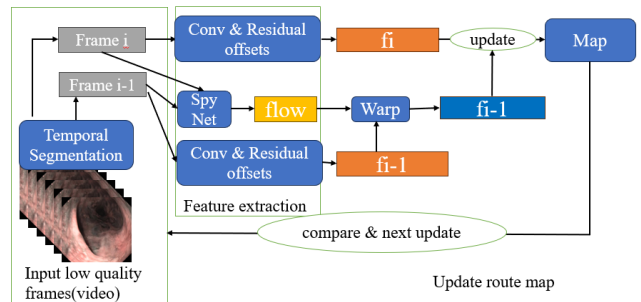 Frame i
Conv & Residual
offsets
fi
update
Map
Frame i-1
Spy
Net
flow
Warp
fi-1
Temporal
Segmentation
Conv & Residual
offsets
fi-1
Feature extraction
compare & next update
Input low quality
frames(video)
Update route map